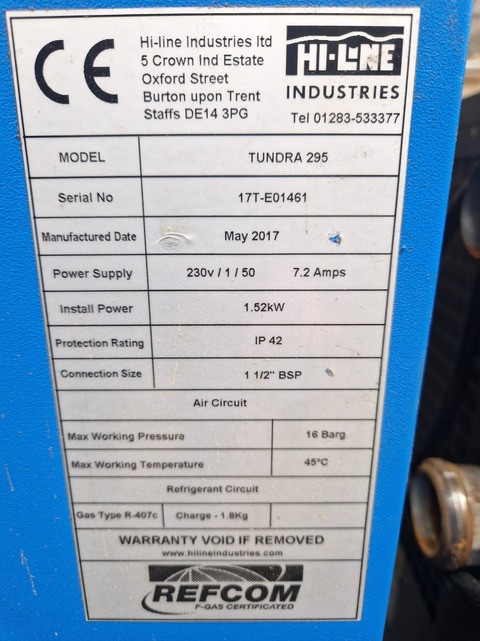 CE
Hi-line Industries ltd
5 Crown Ind Estate
Oxford Street
Burton upon Trent
Staffs DE14 3PG
HI-LINE
INDUSTRIES
Tel 01283-533377
MODEL TUNDRA 295
Serial No 17T-E01461
Manufactured Date May 2017
Power Supply 230v / 1 / 50 7.2 Amps
Install Power 1.52kW
Protection Rating IP 42
Connection Size 1 1/2" BSP
Air Circuit
Max Working Pressure 16 Barg
Max Working Temperature 45°C
Refrigerant Circuit
Gas Type R-407c Charge - 1.8Kg
WARRANTY VOID IF REMOVED
www.hilineindustries.com
REFCOM
F-GAS CERTIFICATED